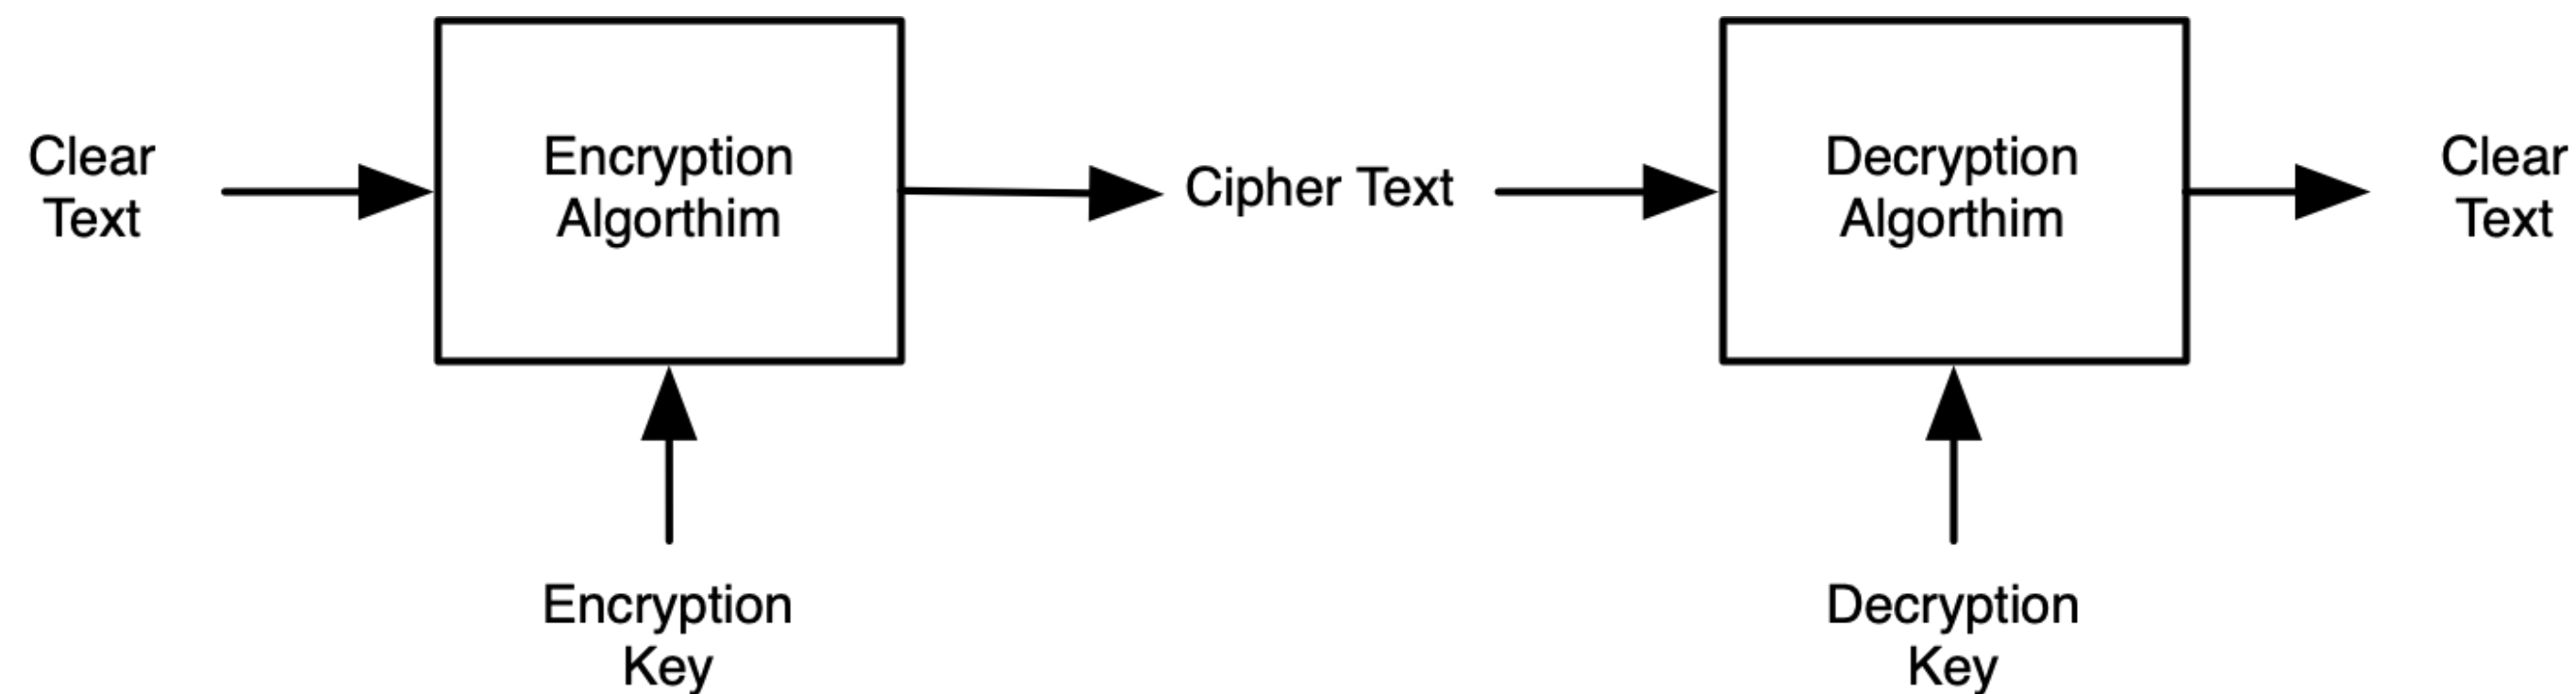 Clear
Text
Encryption
Algorthim
Cipher Text
Decryption
Algorthim
Clear
Text
Encryption
Key
Decryption
Key